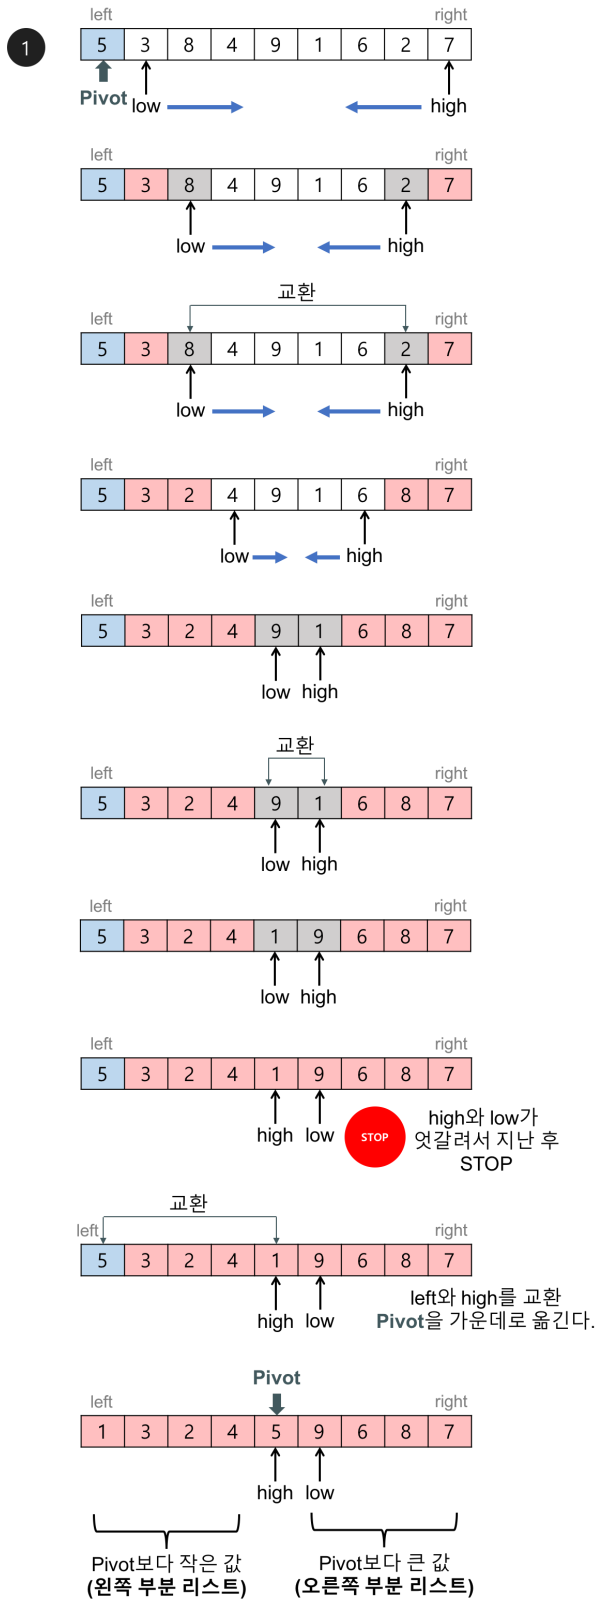 left right
1
5 3 8 4 9 1 6 2 7
Pivot low high
left right
5 3 8 4 9 1 6 2 7
low high
교환
left right
5 3 8 4 9 1 6 2 7
low high
left right
5 3 2 4 9 1 6 8 7
low high
left right
5 3 2 4 9 1 6 8 7
low high
교환
left right
5 3 2 4 9 1 6 8 7
low high
left right
5 3 2 4 1 9 6 8 7
low high
left right
5 3 2 4 1 9 6 8 7
high low
STOP
high와 low가
엇갈려서 지난 후
STOP
교환
left right
5 3 2 4 1 9 6 8 7
high low
left와 high를 교환
Pivot을 가운데로 옮긴다.
Pivot
left right
1 3 2 4 5 9 6 8 7
high low
Pivot보다 작은 값
(왼쪽 부분 리스트)
Pivot보다 큰 값
(오른쪽 부분 리스트)